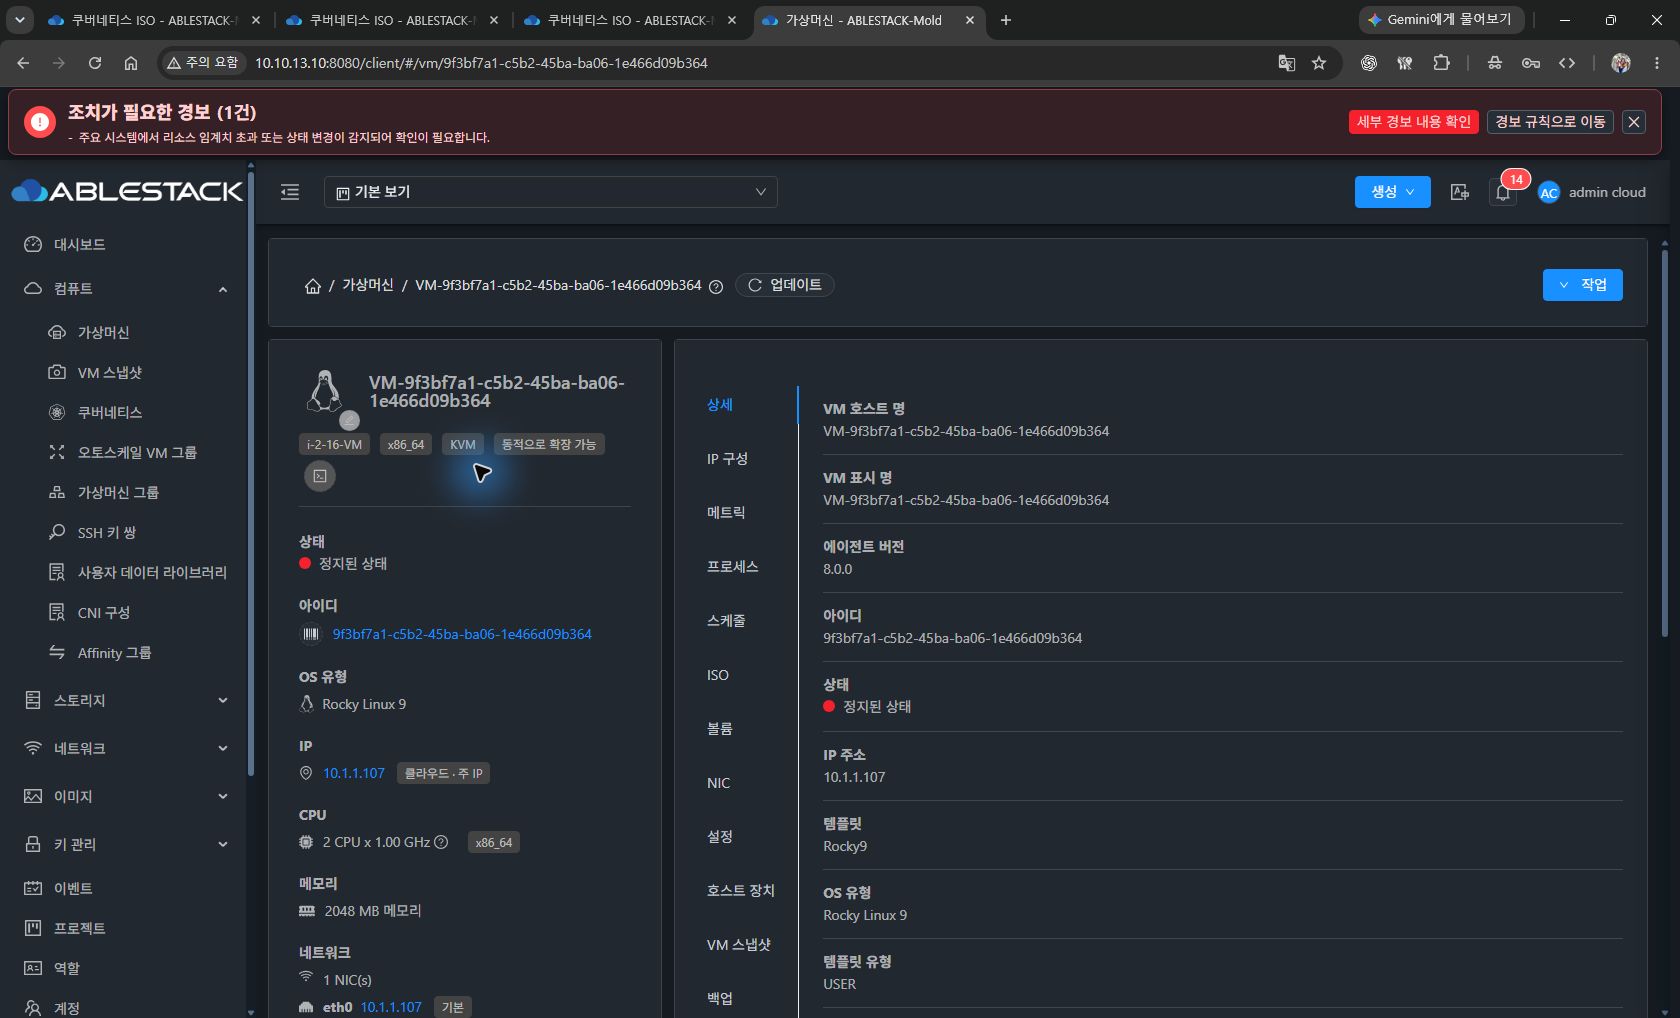 쿠버네티스 ISO - ABLESTACK-
쿠버네티스 ISO - ABLESTACK-
쿠버네티스 ISO - ABLESTACK-
가상머신 - ABLESTACK-Mold
Gemini에게 물어보기
주의 요함
10.10.13.10:8080/client/#/vm/9f3bf7a1-c5b2-45ba-ba06-1e466d09b364
조치가 필요한 경보 (1건)
- 주요 시스템에서 리소스 임계치 초과 또는 상태 변경이 감지되어 확인이 필요합니다.
세부 경보 내용 확인
경보 규칙으로 이동
ABLESTACK
기본 보기
생성
14
AC
admin cloud
대시보드
컴퓨트
가상머신
VM 스냅샷
쿠버네티스
오토스케일 VM 그룹
가상머신 그룹
SSH 키 쌍
사용자 데이터 라이브러리
CNI 구성
Affinity 그룹
스토리지
네트워크
이미지
키 관리
이벤트
프로젝트
역할
계정
/ 가상머신 / VM-9f3bf7a1-c5b2-45ba-ba06-1e466d09b364
업데이트
작업
VM-9f3bf7a1-c5b2-45ba-ba06-
1e466d09b364
i-2-16-VM
x86_64
KVM
동적으로 확장 가능
상태
정지된 상태
아이디
9f3bf7a1-c5b2-45ba-ba06-1e466d09b364
OS 유형
Rocky Linux 9
IP
10.1.1.107
클라우드 · 주 IP
CPU
2 CPU x 1.00 GHz
x86_64
메모리
2048 MB 메모리
네트워크
1 NIC(s)
eth0 10.1.1.107 기본
상세
IP 구성
메트릭
프로세스
스케줄
ISO
볼륨
NIC
설정
호스트 장치
VM 스냅샷
백업
VM 호스트 명
VM-9f3bf7a1-c5b2-45ba-ba06-1e466d09b364
VM 표시 명
VM-9f3bf7a1-c5b2-45ba-ba06-1e466d09b364
에이전트 버전
8.0.0
아이디
9f3bf7a1-c5b2-45ba-ba06-1e466d09b364
상태
정지된 상태
IP 주소
10.1.1.107
템플릿
Rocky9
OS 유형
Rocky Linux 9
템플릿 유형
USER